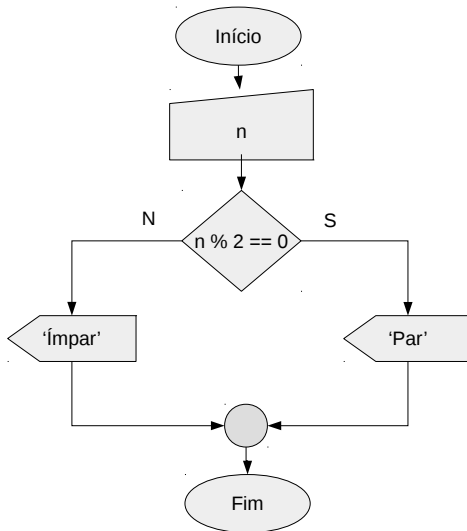 Início
n
N
S
n % 2 == 0
‘Ímpar’
‘Par’
Fim